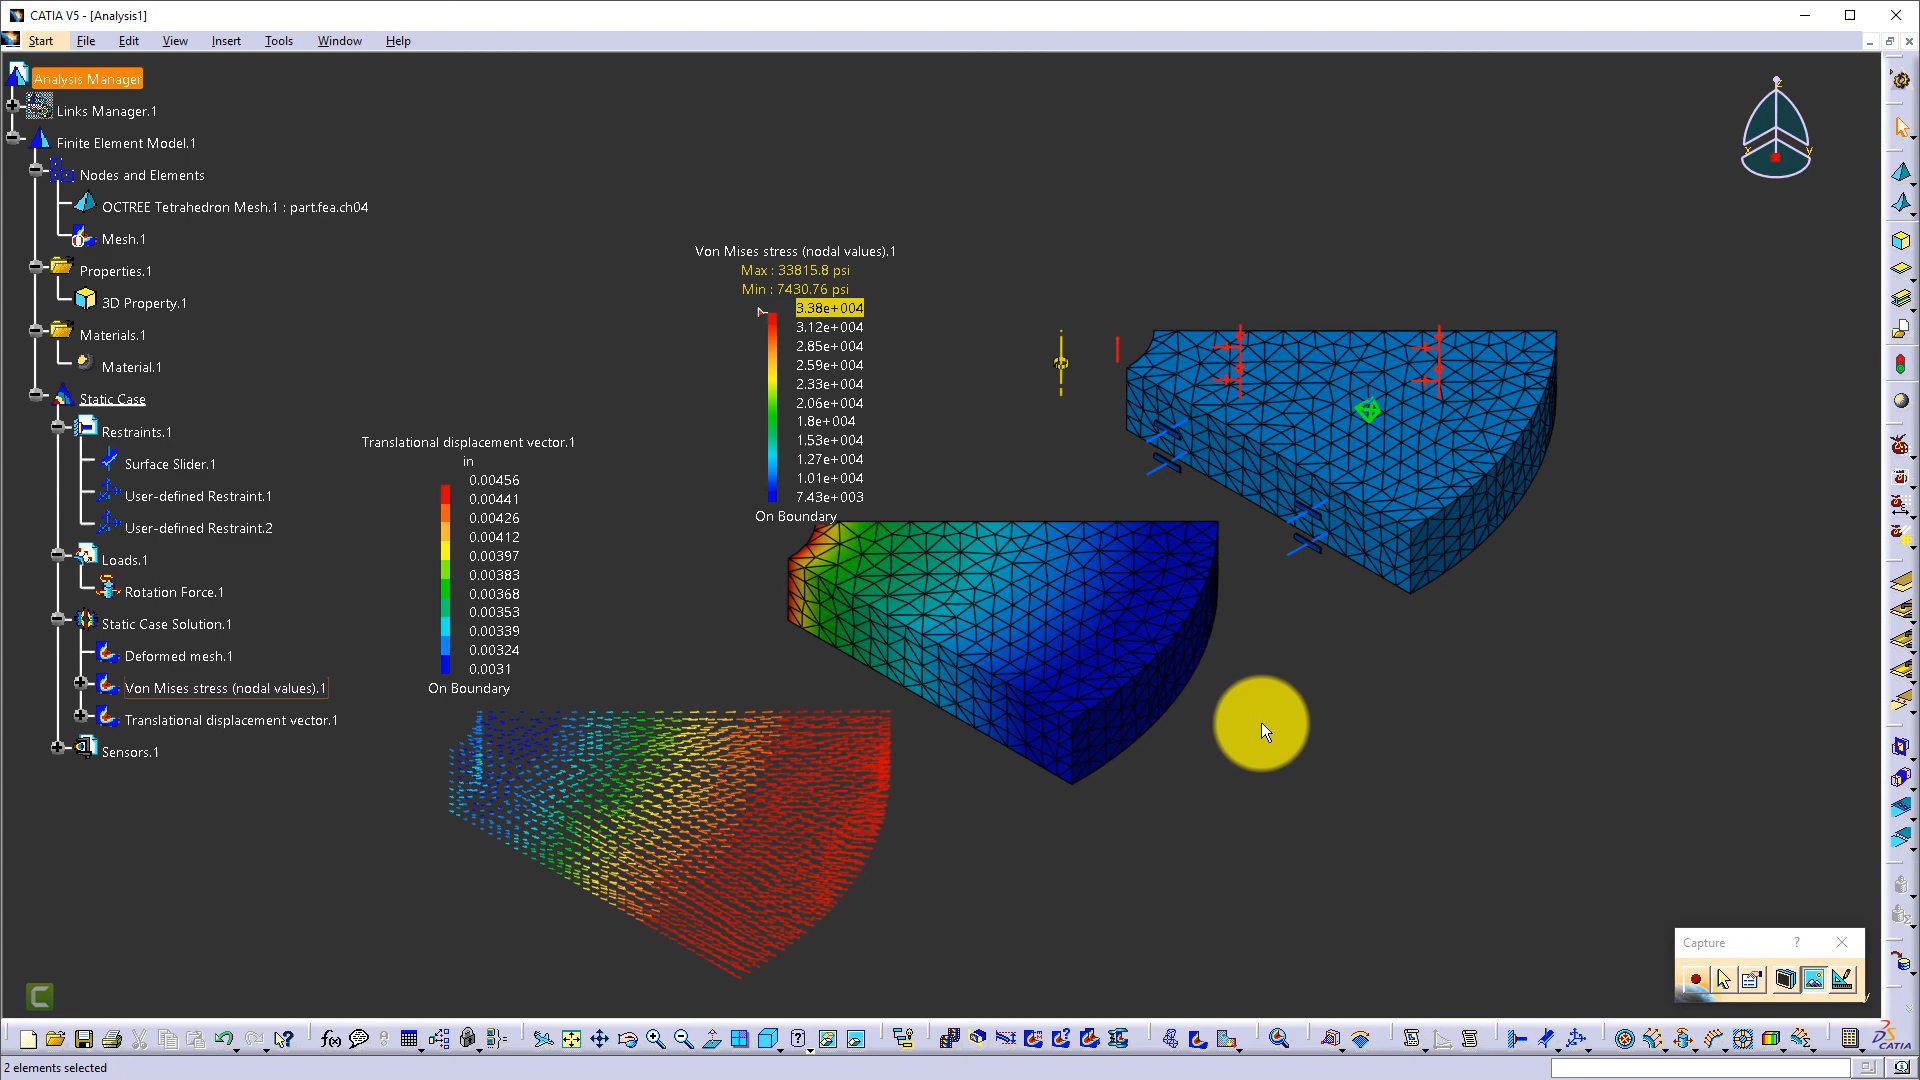 CATIA V5 - [Analysis1]
Start File Edit View Insert Tools Window Help
Analysis Manager
Links Manager.1
Finite Element Model.1
Nodes and Elements
OCTREE Tetrahedron Mesh.1 : part.fea.ch04
Mesh.1
Properties.1
3D Property.1
Materials.1
Material.1
Static Case
Restraints.1
Surface Slider.1
User-defined Restraint.1
User-defined Restraint.2
Loads.1
Rotation Force.1
Static Case Solution.1
Deformed mesh.1
Von Mises stress (nodal values).1
Translational displacement vector.1
Sensors.1
Translational displacement vector.1
in
0.00456
0.00441
0.00426
0.00412
0.00397
0.00383
0.00368
0.00353
0.00339
0.00324
0.0031
On Boundary
Von Mises stress (nodal values).1
Max : 33815.8 psi
Min : 7430.76 psi
3.38e+004
3.12e+004
2.85e+004
2.59e+004
2.33e+004
2.06e+004
1.8e+004
1.53e+004
1.27e+004
1.01e+004
7.43e+003
On Boundary
z
x
y
Capture
?
f(x)
CATIA
2 elements selected